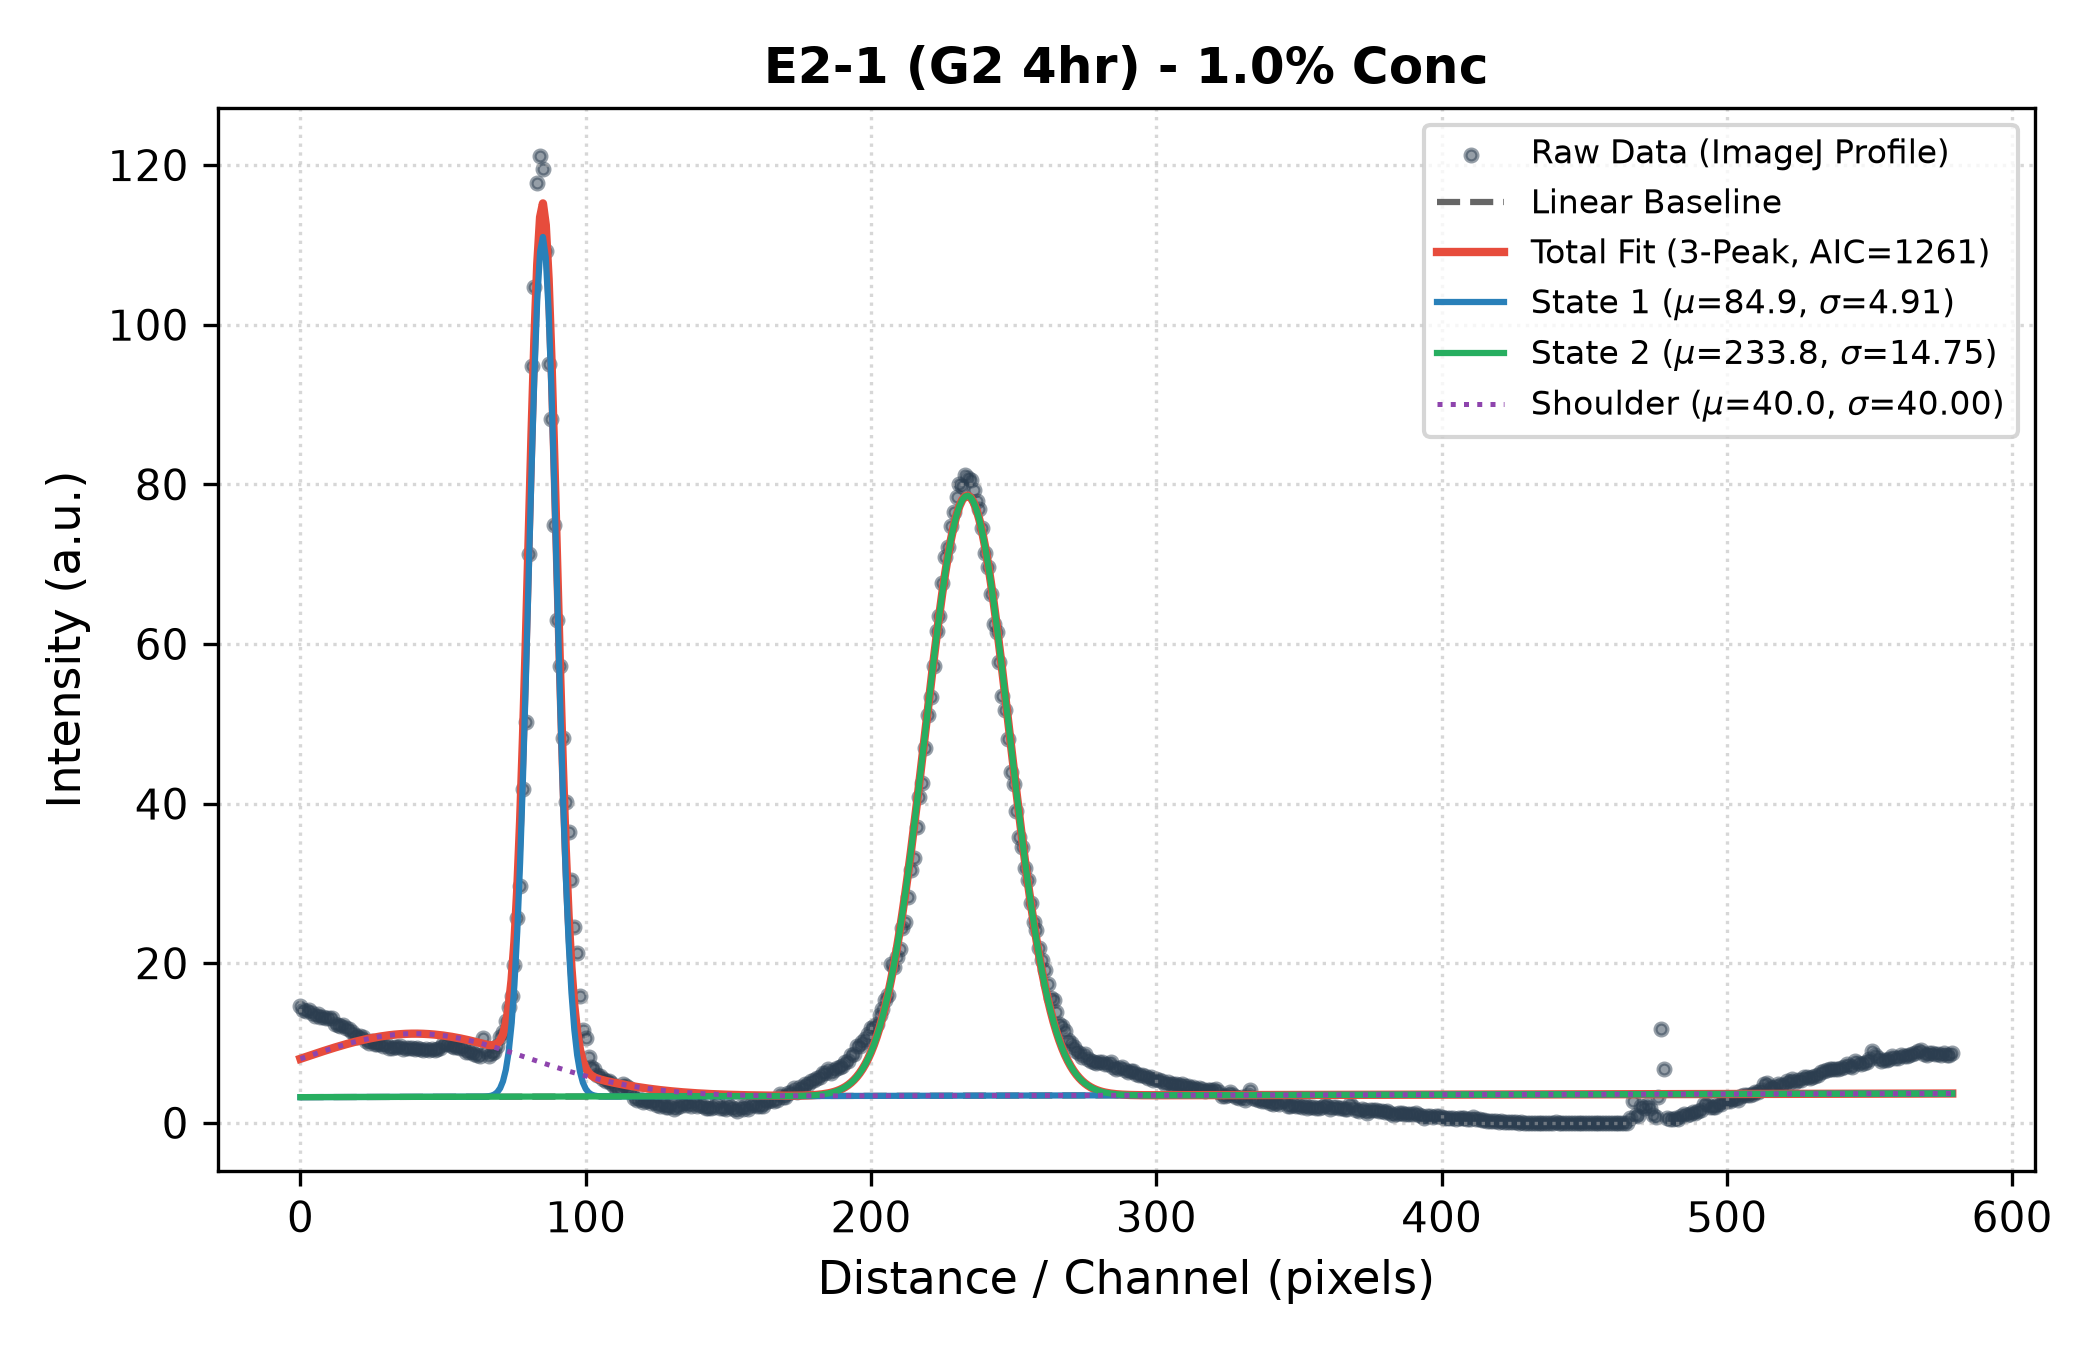 E2-1 (G2 4hr) - 1.0% Conc
Raw Data (ImageJ Profile)
Linear Baseline
Total Fit (3-Peak, AIC=1261)
State 1 (μ=84.9, σ=4.91)
State 2 (μ=233.8, σ=14.75)
Shoulder (μ=40.0, σ=40.00)
Intensity (a.u.)
120
100
80
60
40
20
0
0 100 200 300 400 500 600
Distance / Channel (pixels)